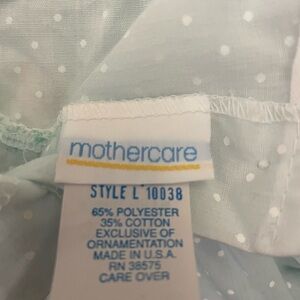 mothercare
STYLE L 10038
65% POLYESTER
35% COTTON
EXCLUSIVE OF
ORNAMENTATION
MADE IN U.S.A.
RN 38575
CARE OVER